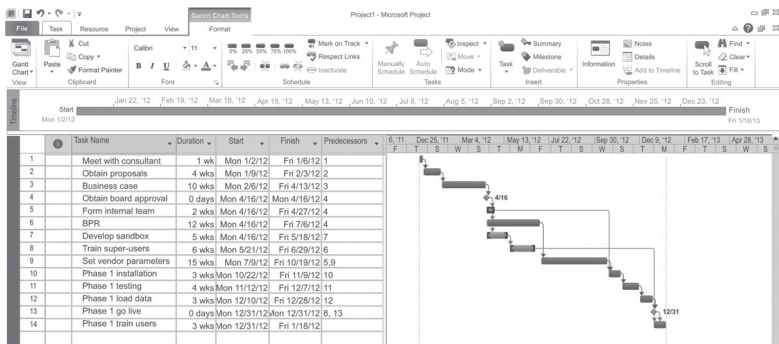 Gantt Chart Tools
Project1 - Microsoft Project
File Task Resource Project View Format
Gantt Chart
View
Paste
Cut
Copy
Format Painter
Clipboard
Calibri 11
B I U A
Font
0% 25% 50% 75% 100%
Mark on Track
Respect Links
Inactivate
Schedule
Manually Schedule
Auto Schedule
Inspect
Move
Mode
Tasks
Task
Summary
Milestone
Deliverable
Insert
Information
Notes
Details
Add to Timeline
Properties
Scroll to Task
Find
Clear
Fill
Editing
Timeline
Jan 22, '12 Feb 19, '12 Mar 18, '12 Apr 15, '12 May 13, '12 Jun 10, '12 Jul 8, '12 Aug 5, '12 Sep 2, '12 Sep 30, '12 Oct 28, '12 Nov 25, '12 Dec 23, '12
Start
Mon 1/2/12
Finish
Fri 1/18/13
Task Name Duration Start Finish Predecessors
6, '11 Dec 25, '11 Mar 4, '12 May 13, '12 Jul 22, '12 Sep 30, '12 Dec 9, '12 Feb 17, '13 Apr 28, '13
F T S W S T M F T S W S T M F T S W S
1 Meet with consultant 1 wk Mon 1/2/12 Fri 1/6/12 1
2 Obtain proposals 4 wks Mon 1/9/12 Fri 2/3/12 2
3 Business case 10 wks Mon 2/6/12 Fri 4/13/12 3
4 Obtain board approval 0 days Mon 4/16/12 Mon 4/16/12 4
5 Form internal team 2 wks Mon 4/16/12 Fri 4/27/12 4
6 BPR 12 wks Mon 4/16/12 Fri 7/6/12 4
7 Develop sandbox 5 wks Mon 4/16/12 Fri 5/18/12 7
8 Train super-users 6 wks Mon 5/21/12 Fri 6/29/12 6
9 Set vendor parameters 15 wks Mon 7/9/12 Fri 10/19/12 5,9
10 Phase 1 installation 3 wks Mon 10/22/12 Fri 11/9/12 10
11 Phase 1 testing 4 wks Mon 11/12/12 Fri 12/7/12 11
12 Phase 1 load data 3 wks Mon 12/10/12 Fri 12/28/12 12
13 Phase 1 go live 0 days Mon 12/31/12 Mon 12/31/12 8, 13
14 Phase 1 train users 3 wks Mon 12/31/12 Fri 1/18/12
4/16
12/31